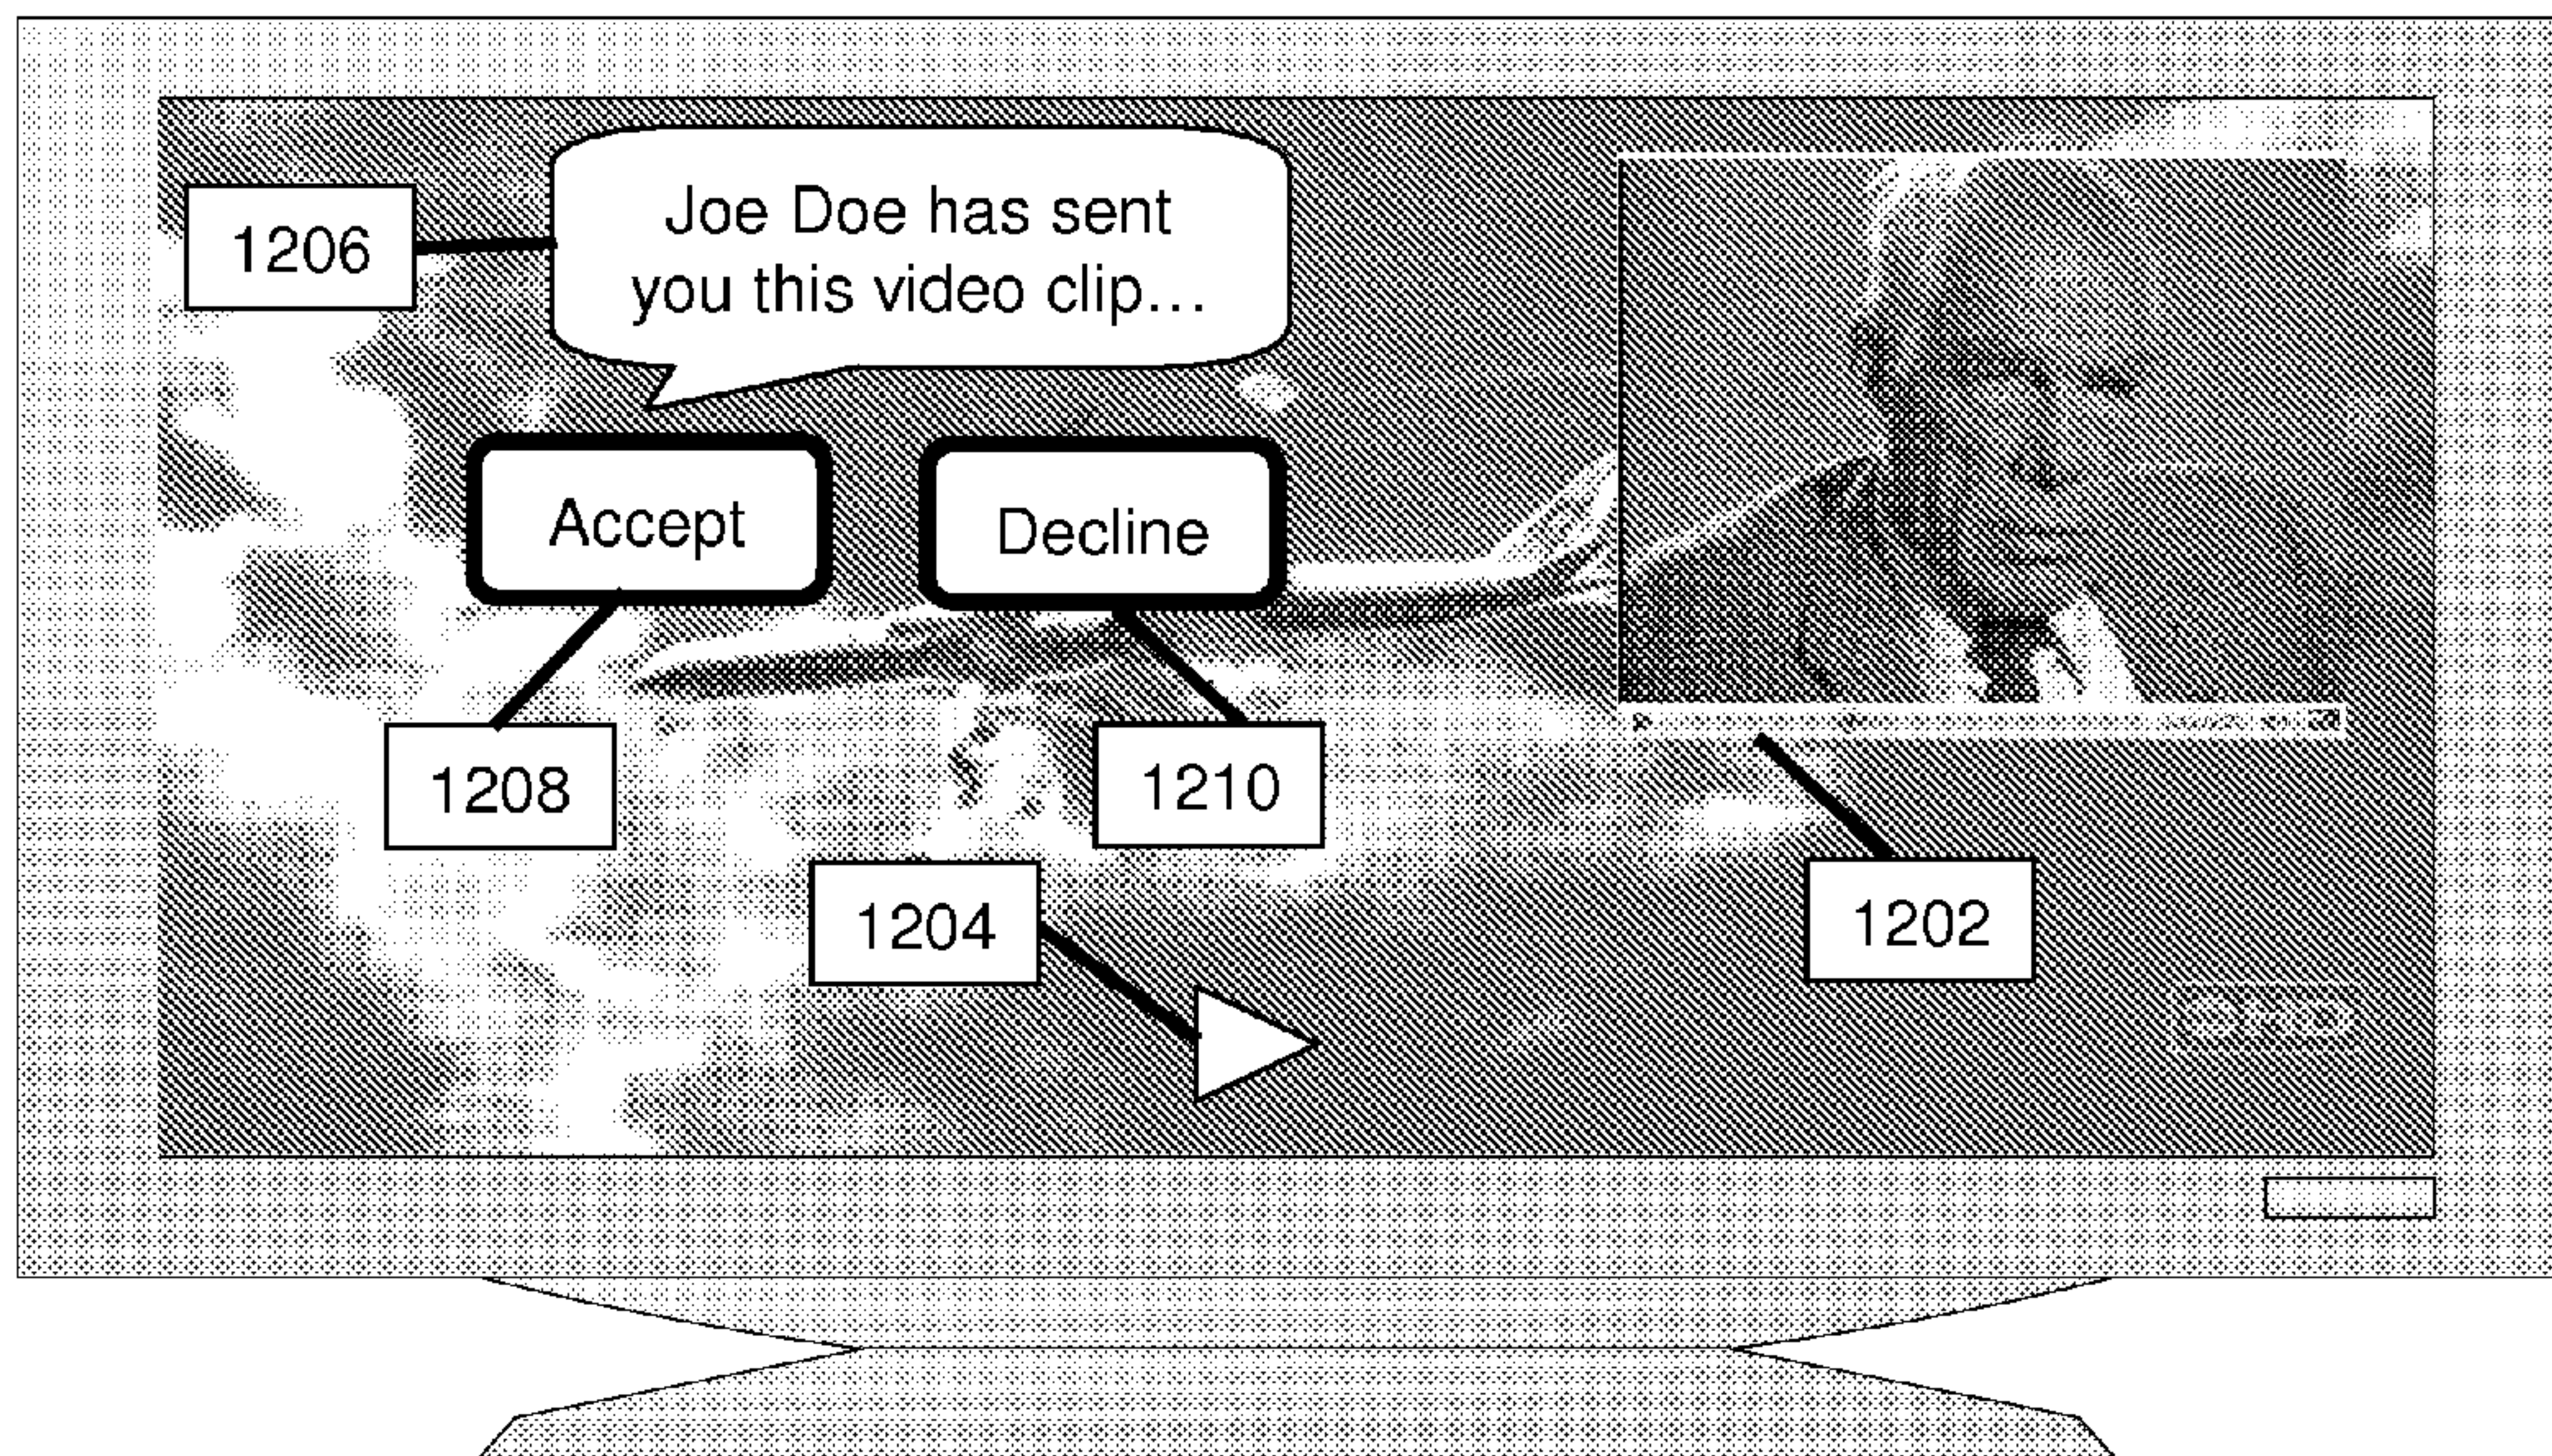 Joe Doe has sent
you this video clip...
1206
Accept
Decline
1208
1210
1204
1202